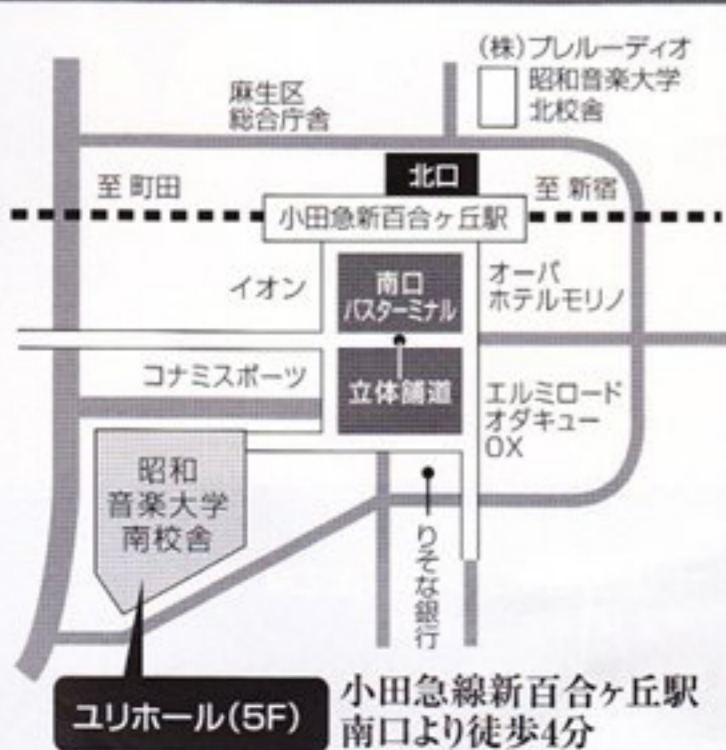 (株)プレルーディオ
昭和音楽大学
北校舎
麻生区
総合庁舎
北口
至 町田
至 新宿
小田急新百合ヶ丘駅
イオン
南口
バスターミナル
オーパ
ホテルモリノ
コナミスポーツ
立体舗道
エルミロード
オダキュー
OX
昭和
音楽大学
南校舎
りそな銀行
ユリホール(5F)
小田急線新百合ヶ丘駅
南口より徒歩4分